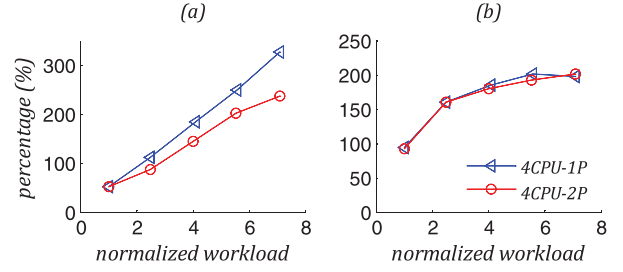 (a)
percentage (%)
300
200
100
0
0 2 4 6 8
normalized workload
(b)
250
200
150
100
50
0
4CPU-1P
4CPU-2P
0 2 4 6 8
normalized workload